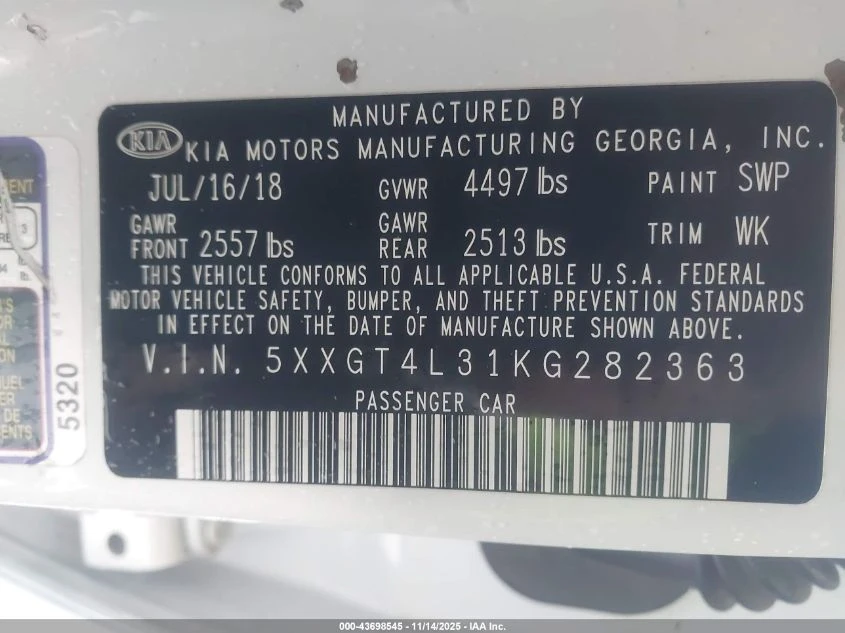 MANUFACTURED BY
KIA KIA MOTORS MANUFACTURING GEORGIA, INC.
JUL/16/18 GVWR 4497 lbs PAINT SWP
GAWR FRONT 2557 lbs GAWR REAR 2513 lbs TRIM WK
THIS VEHICLE CONFORMS TO ALL APPLICABLE U.S.A. FEDERAL
MOTOR VEHICLE SAFETY, BUMPER, AND THEFT PREVENTION STANDARDS
IN EFFECT ON THE DATE OF MANUFACTURE SHOWN ABOVE.
V.I.N. 5XXGT4L31KG282363
PASSENGER CAR
5320
3
DE
000-43698545 - 11/14/2025 - IAA Inc.